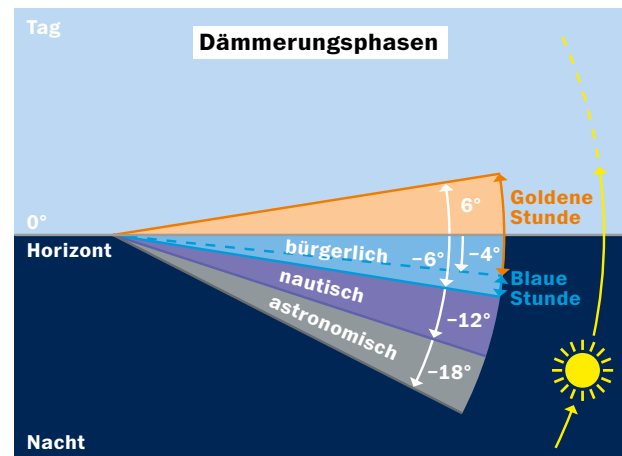 Tag
Dämmerungsphasen
6°
Goldene
Stunde
0°
Horizont
bürgerlich
−6°
−4°
Blaue
Stunde
nautisch
−12°
astronomisch
−18°
Nacht